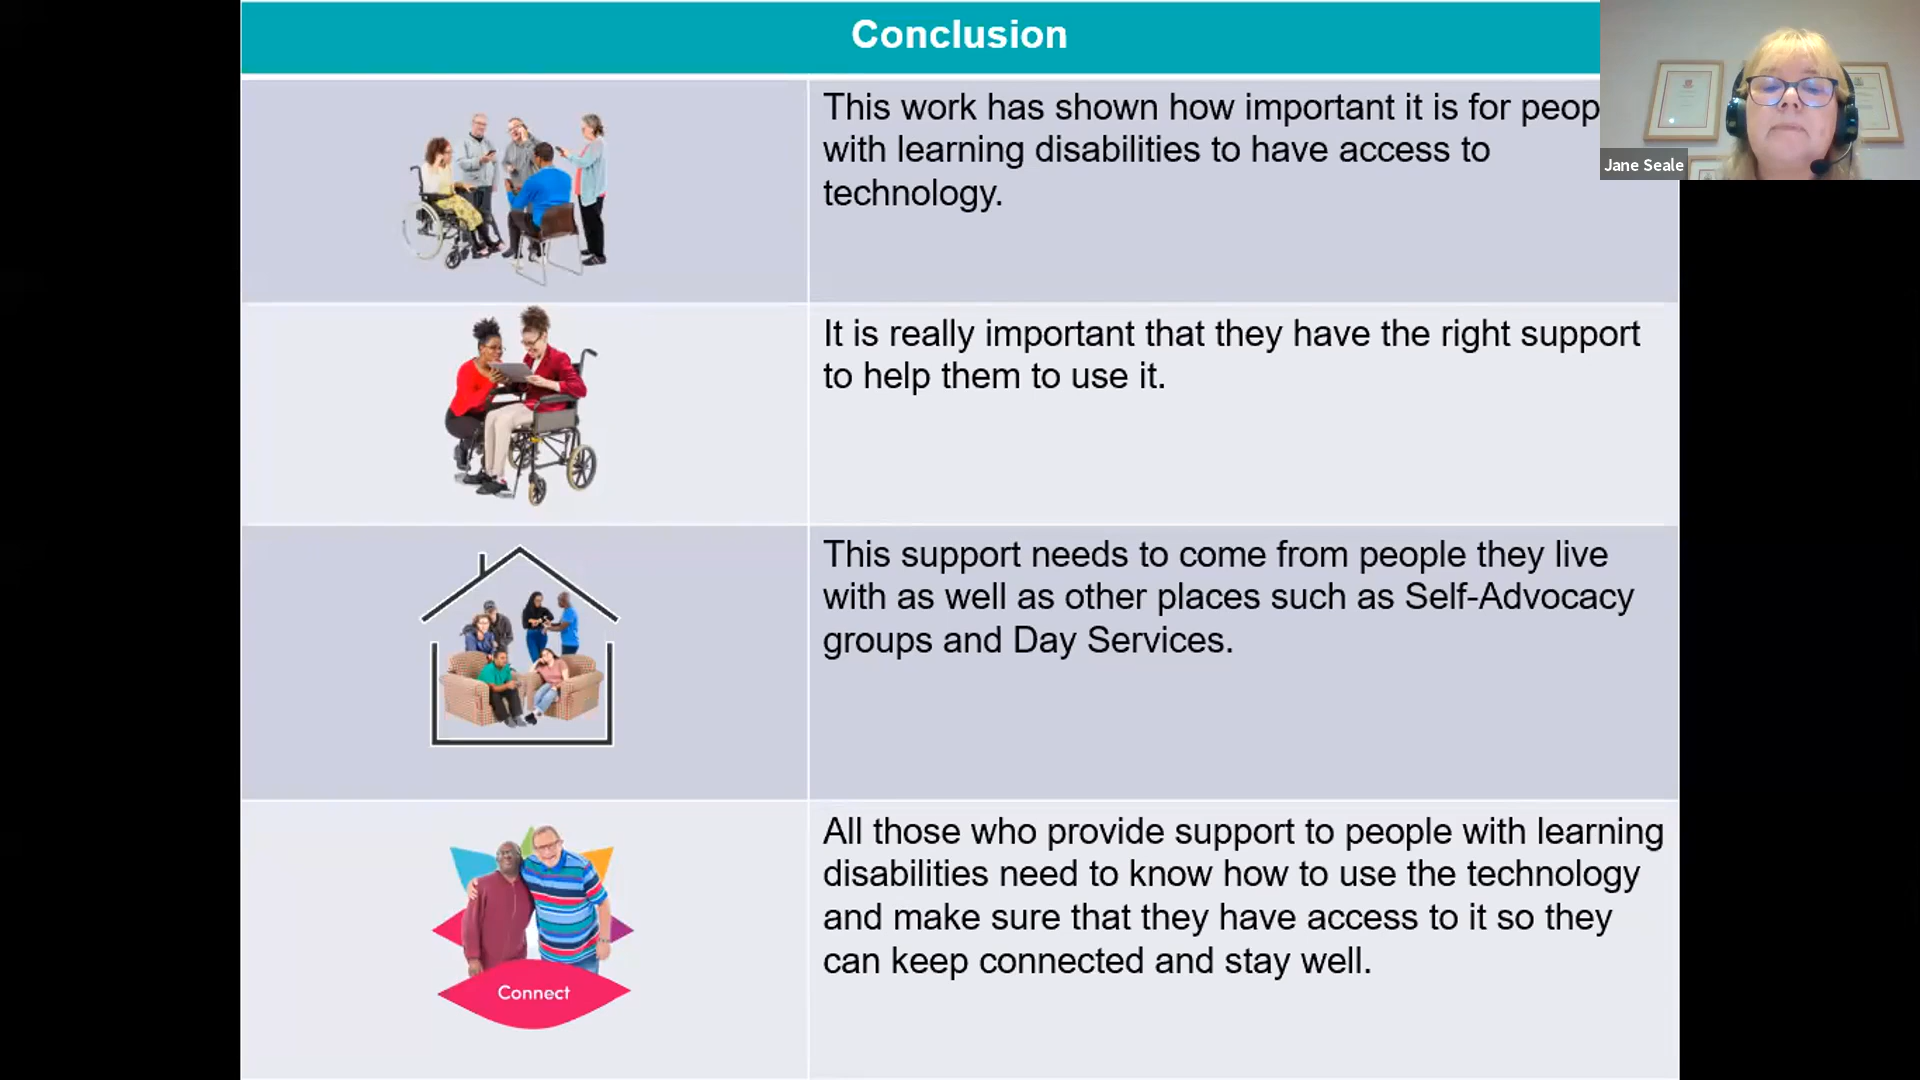 Conclusion
This work has shown how important it is for peop
with learning disabilities to have access to
technology.
Jane Seale
It is really important that they have the right support
to help them to use it.
This support needs to come from people they live
with as well as other places such as Self-Advocacy
groups and Day Services.
All those who provide support to people with learning
disabilities need to know how to use the technology
and make sure that they have access to it so they
can keep connected and stay well.
Connect